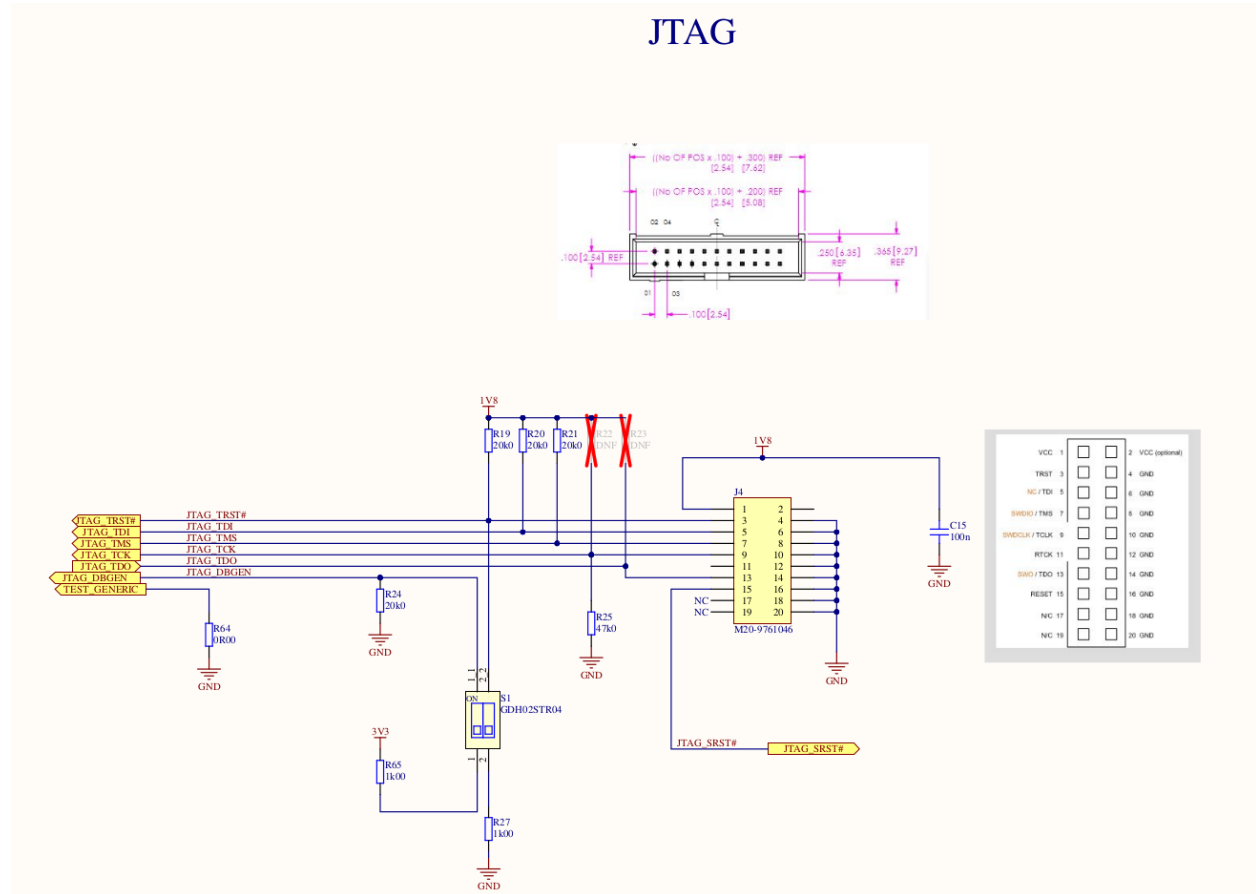 JTAG
((No OF POS x .100) + .300) REF
[2.54] [7.62]
((No OF POS x .100) + .200) REF
[2.54] [5.08]
02 04
.100[2.54] REF
.250[6.35]
REF
.365[9.27]
REF
01 03
.100[2.54]
1V8
R19
20k0
R20
20k0
R21
20k0
R22
DNF
R23
DNF
1V8
J4
1 2
3 4
5 6
7 8
9 10
11 12
13 14
15 16
NC 17 18
NC 19 20
M20-9761046
C15
100n
GND
GND
VCC 1 2 VCC (optional)
TRST 3 4 GND
NC / TDI 5 6 GND
SWDIO / TMS 7 8 GND
SWDCLK / TCLK 9 10 GND
RTCK 11 12 GND
SWO / TDO 13 14 GND
RESET 15 16 GND
N/C 17 18 GND
N/C 19 20 GND
JTAG_TRST# JTAG_TRST#
JTAG_TDI JTAG_TDI
JTAG_TMS JTAG_TMS
JTAG_TCK JTAG_TCK
JTAG_TDO JTAG_TDO
JTAG_DBGEN JTAG_DBGEN
TEST_GENERIC
R64
0R00
GND
R24
20k0
GND
R25
47k0
GND
1 1
2 2
ON
S1
GDH02STR04
1
2
3V3
R65
1k00
R27
1k00
GND
JTAG_SRST# JTAG_SRST#